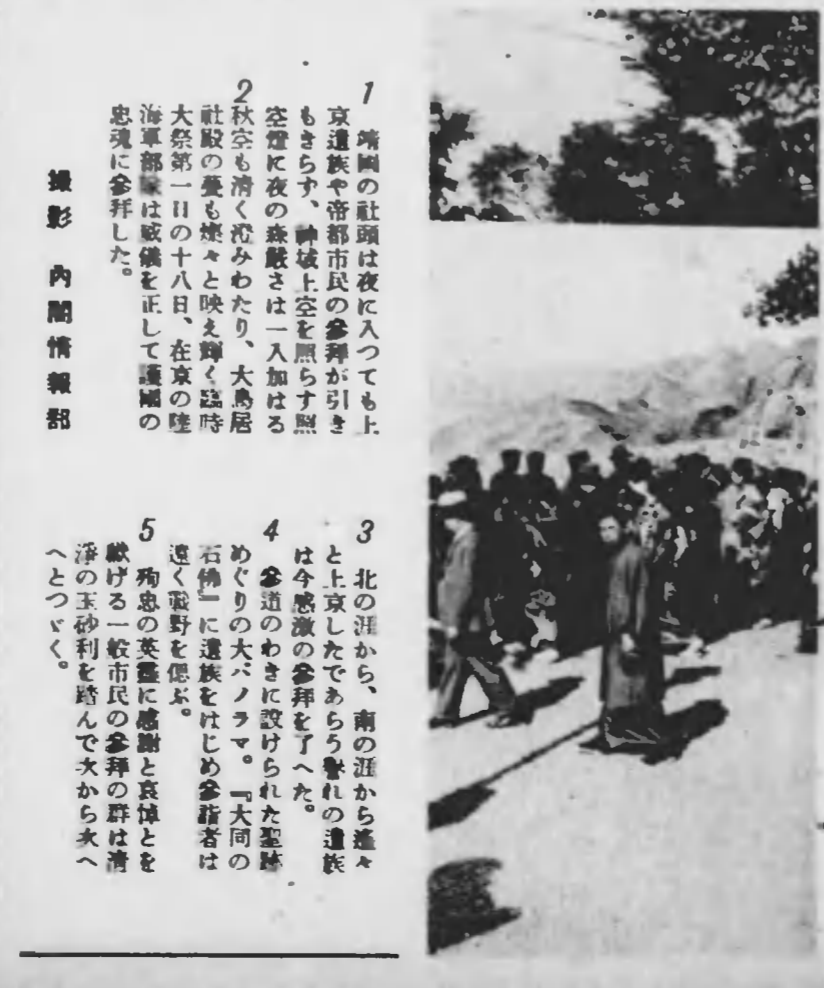 1　靖國の社頭は夜に入つても上
京遺族や帝都市民の參拜が引き
もきらず、神域上空を照らす照
空燈に夜の森嚴さは一入加はる
2
秋空も清く澄みわたり、大鳥居
社殿の甍も燦々と映え輝く臨時
大祭第一日の十八日、在京の陸
海軍部隊は威儀を正して護國の
忠魂に參拜した。
撮影　內閣情報部
3　北の涯から、南の涯から遙々
と上京したであらう譽れの遺族
は今感激の參拜を了へた。
4　參道のわきに設けられた聖跡
めぐりの大パノラマ。『大同の
石佛』に遺族をはじめ參詣者は
遠く戰野を偲ぶ。
5　殉忠の英靈に感謝と哀悼とを
獻げる一般市民の參拜の群は清
淨の玉砂利を踏んで次から次へ
へとつゞく。